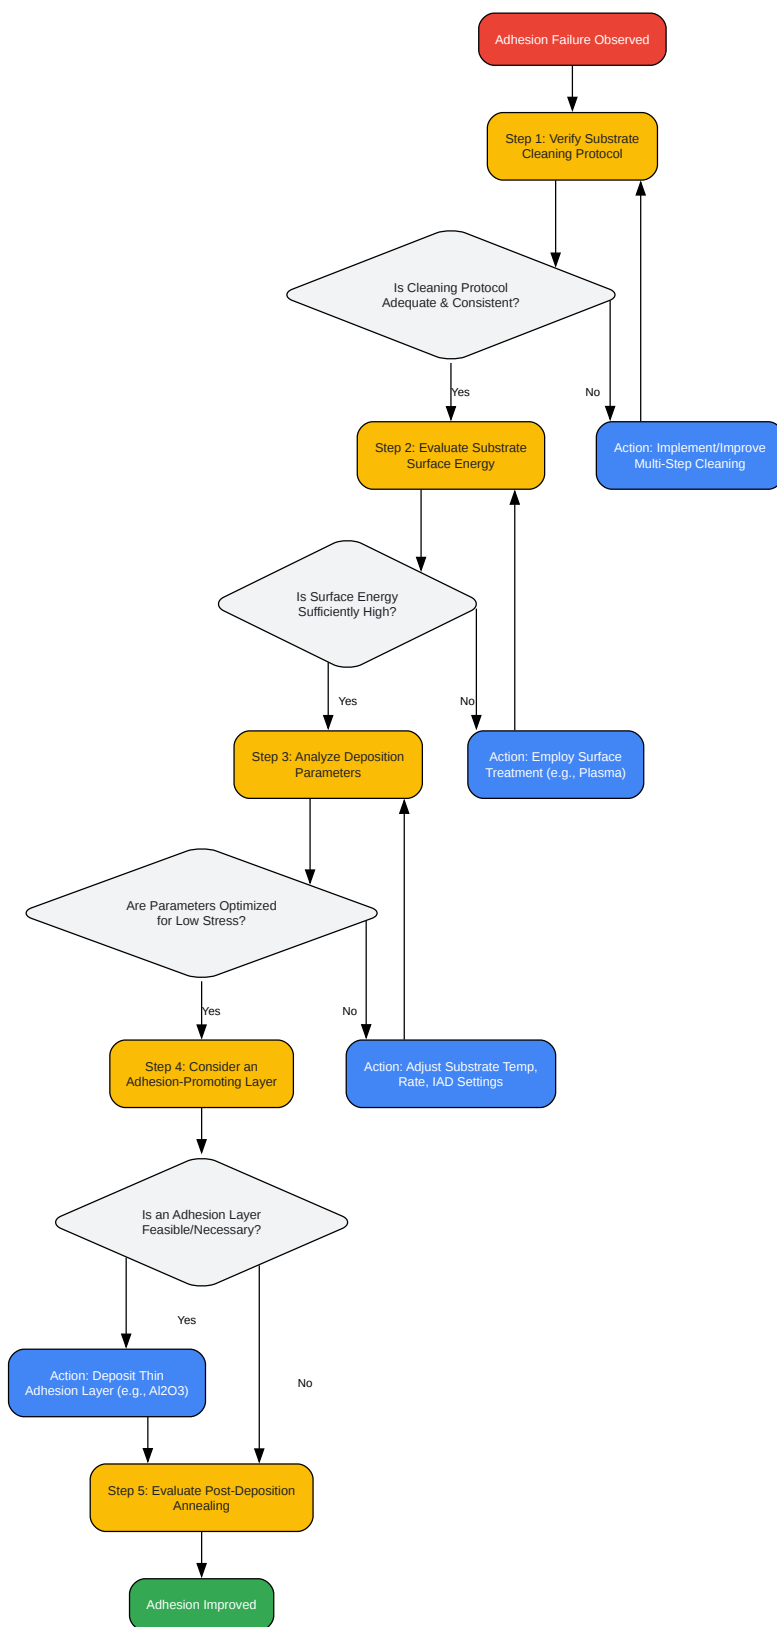 Adhesion Failure Observed
Step 1: Verify Substrate
Cleaning Protocol
Is Cleaning Protocol
Adequate & Consistent?
Yes
No
Step 2: Evaluate Substrate
Surface Energy
Action: Implement/Improve
Multi-Step Cleaning
Is Surface Energy
Sufficiently High?
Yes
No
Step 3: Analyze Deposition
Parameters
Action: Employ Surface
Treatment (e.g., Plasma)
Are Parameters Optimized
for Low Stress?
Yes
No
Step 4: Consider an
Adhesion-Promoting Layer
Action: Adjust Substrate Temp,
Rate, IAD Settings
Is an Adhesion Layer
Feasible/Necessary?
Yes
No
Action: Deposit Thin
Adhesion Layer (e.g., Al2O3)
Step 5: Evaluate Post-Deposition
Annealing
Adhesion Improved